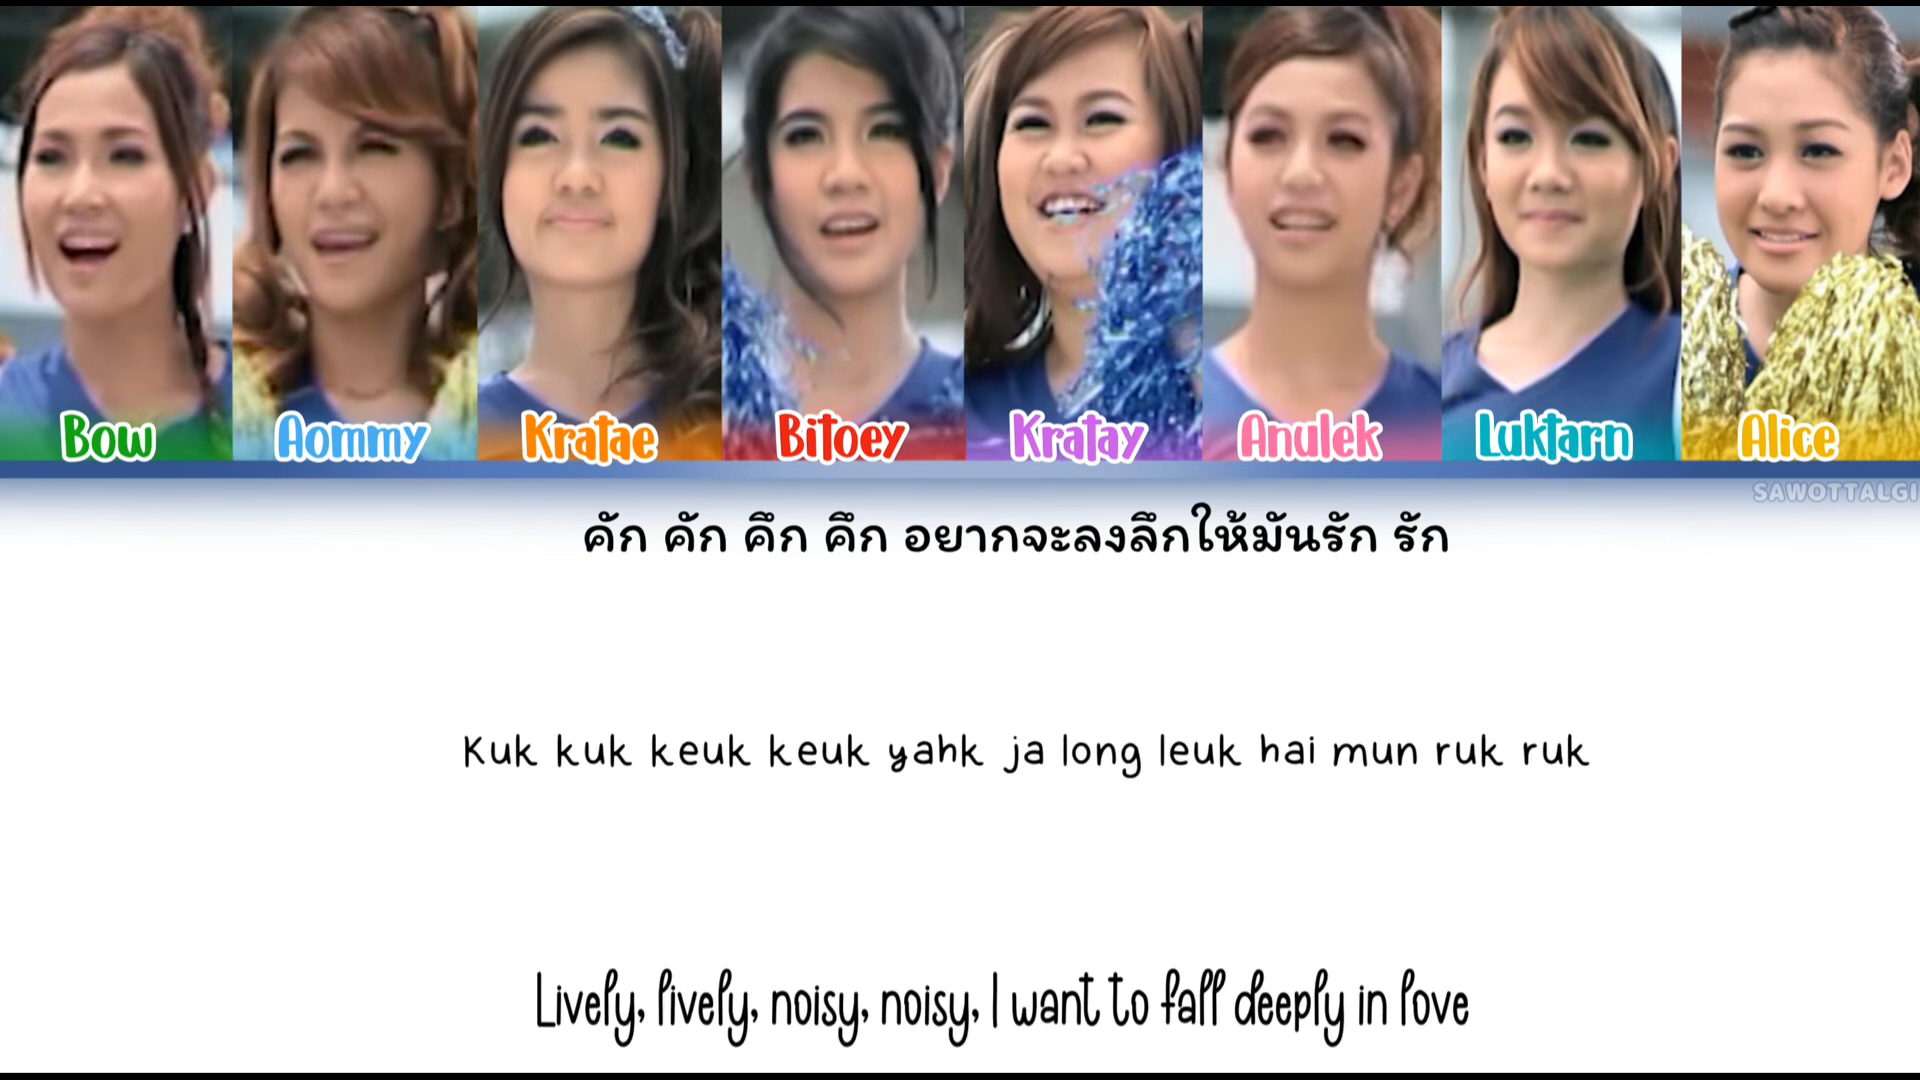 Bow Aommy Kratae Bitoey Kratay Anulek Luktarn Alice
SAWOTTALGI
คัก คัก คึก คึก อยากจะลงลึกให้มันรัก รัก
Kuk kuk keuk keuk yahk ja long leuk hai mun ruk ruk
Lively, lively, noisy, noisy, I want to fall deeply in love